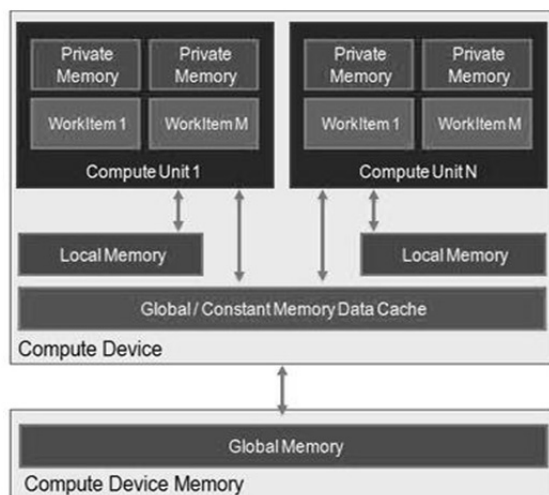 Private Memory
Private Memory
Private Memory
Private Memory
WorkItem 1
WorkItem M
WorkItem 1
WorkItem M
Compute Unit 1
Compute Unit N
Local Memory
Local Memory
Global / Constant Memory Data Cache
Compute Device
Global Memory
Compute Device Memory